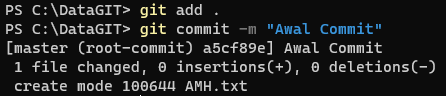 PS C:\DataGIT> git add .
PS C:\DataGIT> git commit -m "Awal Commit"
[master (root-commit) a5cf89e] Awal Commit
 1 file changed, 0 insertions(+), 0 deletions(-)
 create mode 100644 AMH.txt